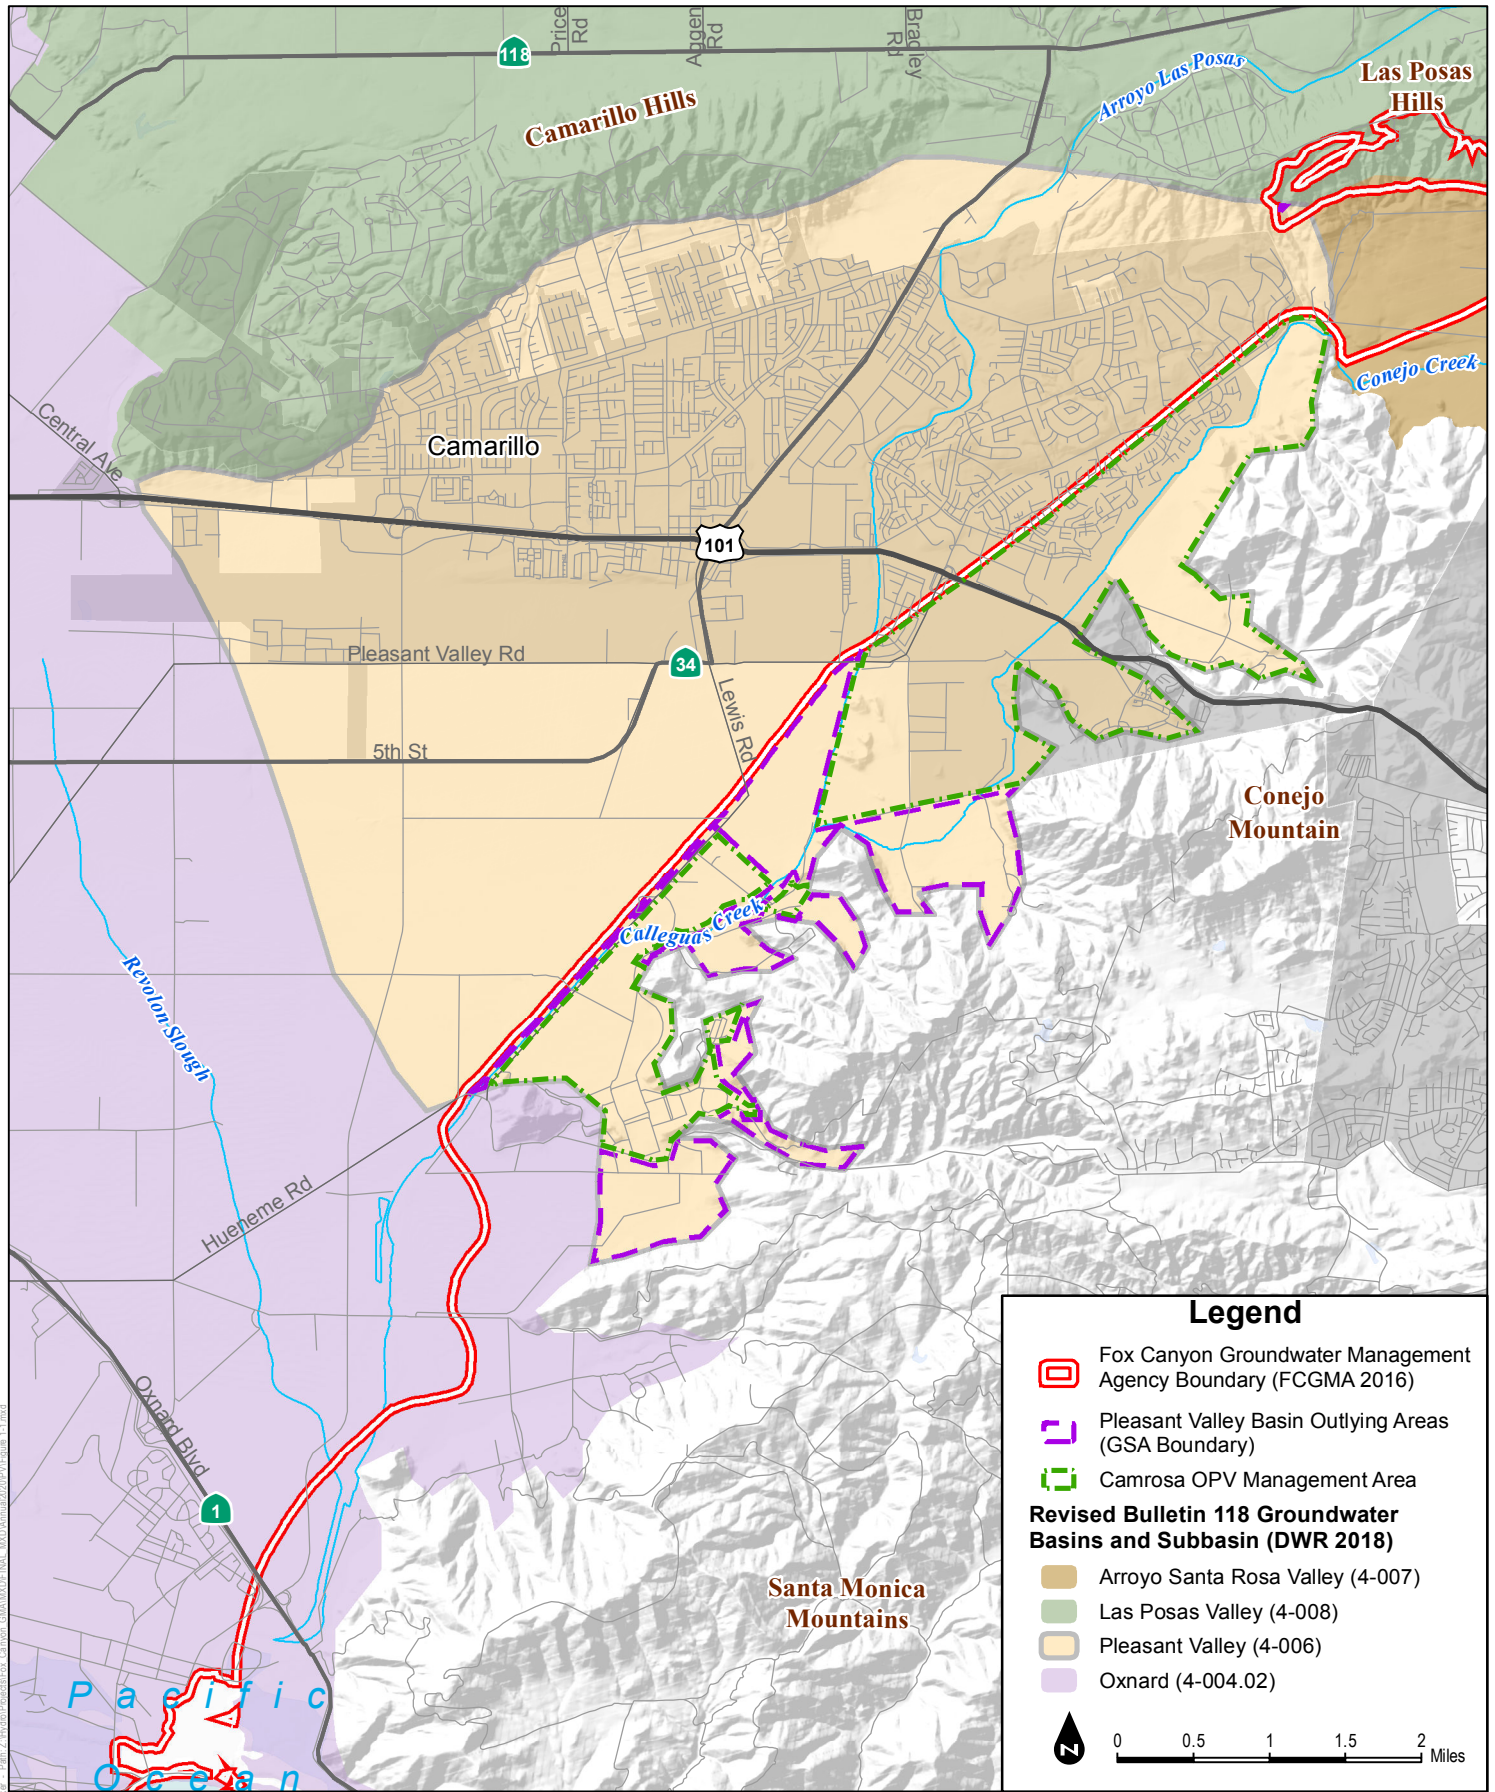 Price
Rd
Aggen
Rd
Bradley
Rd
118
Arroyo Las Posas
Las Posas
Hills
Camarillo Hills
Conejo Creek
Central Ave
Camarillo
101
Pleasant Valley Rd
34
Lewis Rd
5th St
Conejo
Mountain
Calleguas Creek
Revolon Slough
Hueneme Rd
Oxnard Blvd
1
Santa Monica
Mountains
Pacific
Ocean
Legend
Fox Canyon Groundwater Management
Agency Boundary (FCGMA 2016)
Pleasant Valley Basin Outlying Areas
(GSA Boundary)
Camrosa OPV Management Area
Revised Bulletin 118 Groundwater
Basins and Subbasin (DWR 2018)
Arroyo Santa Rosa Valley (4-007)
Las Posas Valley (4-008)
Pleasant Valley (4-006)
Oxnard (4-004.02)
N
0 0.5 1 1.5 2
Miles